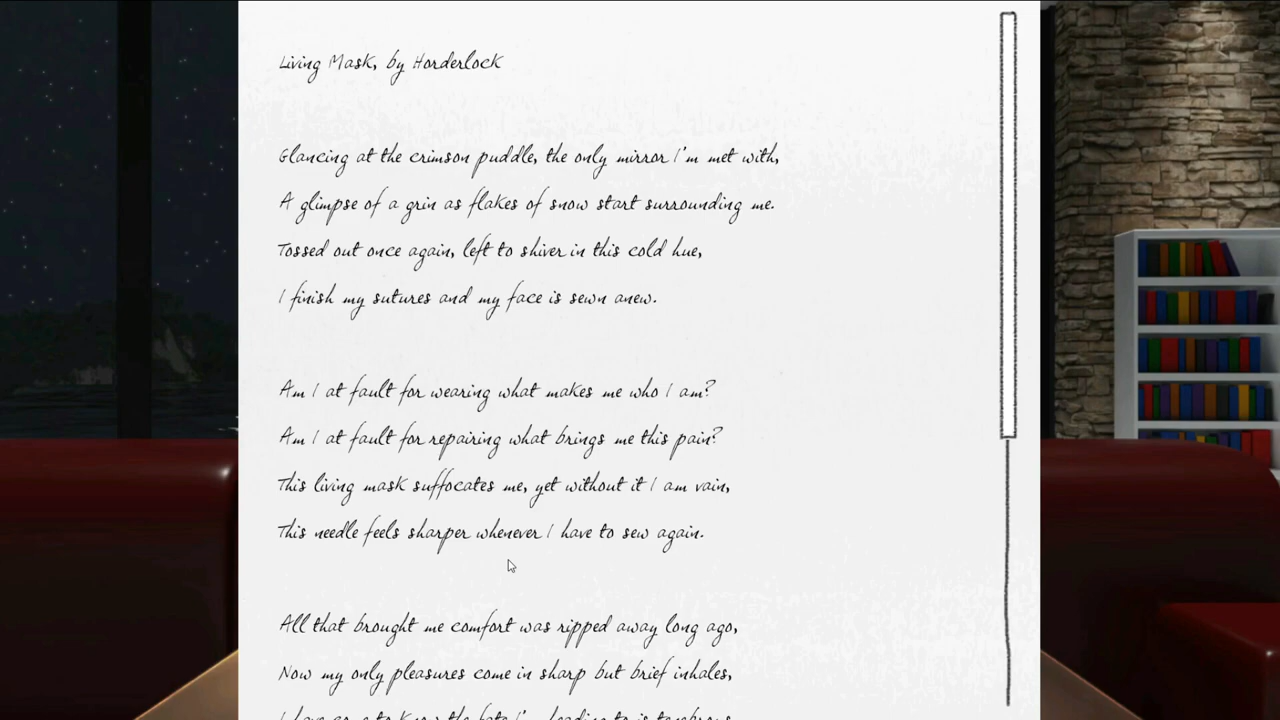 Living Mask, by Horderlock
Glancing at the crimson puddle, the only mirror I'm met with,
A glimpse of a grin as flakes of snow start surrounding me.
Tossed out once again, left to shiver in this cold hue,
I finish my sutures and my face is sewn anew.
Am I at fault for wearing what makes me who I am?
Am I at fault for repairing what brings me this pain?
This living mask suffocates me, yet without it I am vain,
This needle feels sharper whenever I have to sew again.
All that brought me comfort was ripped away long ago,
Now my only pleasures come in sharp but brief inhales,